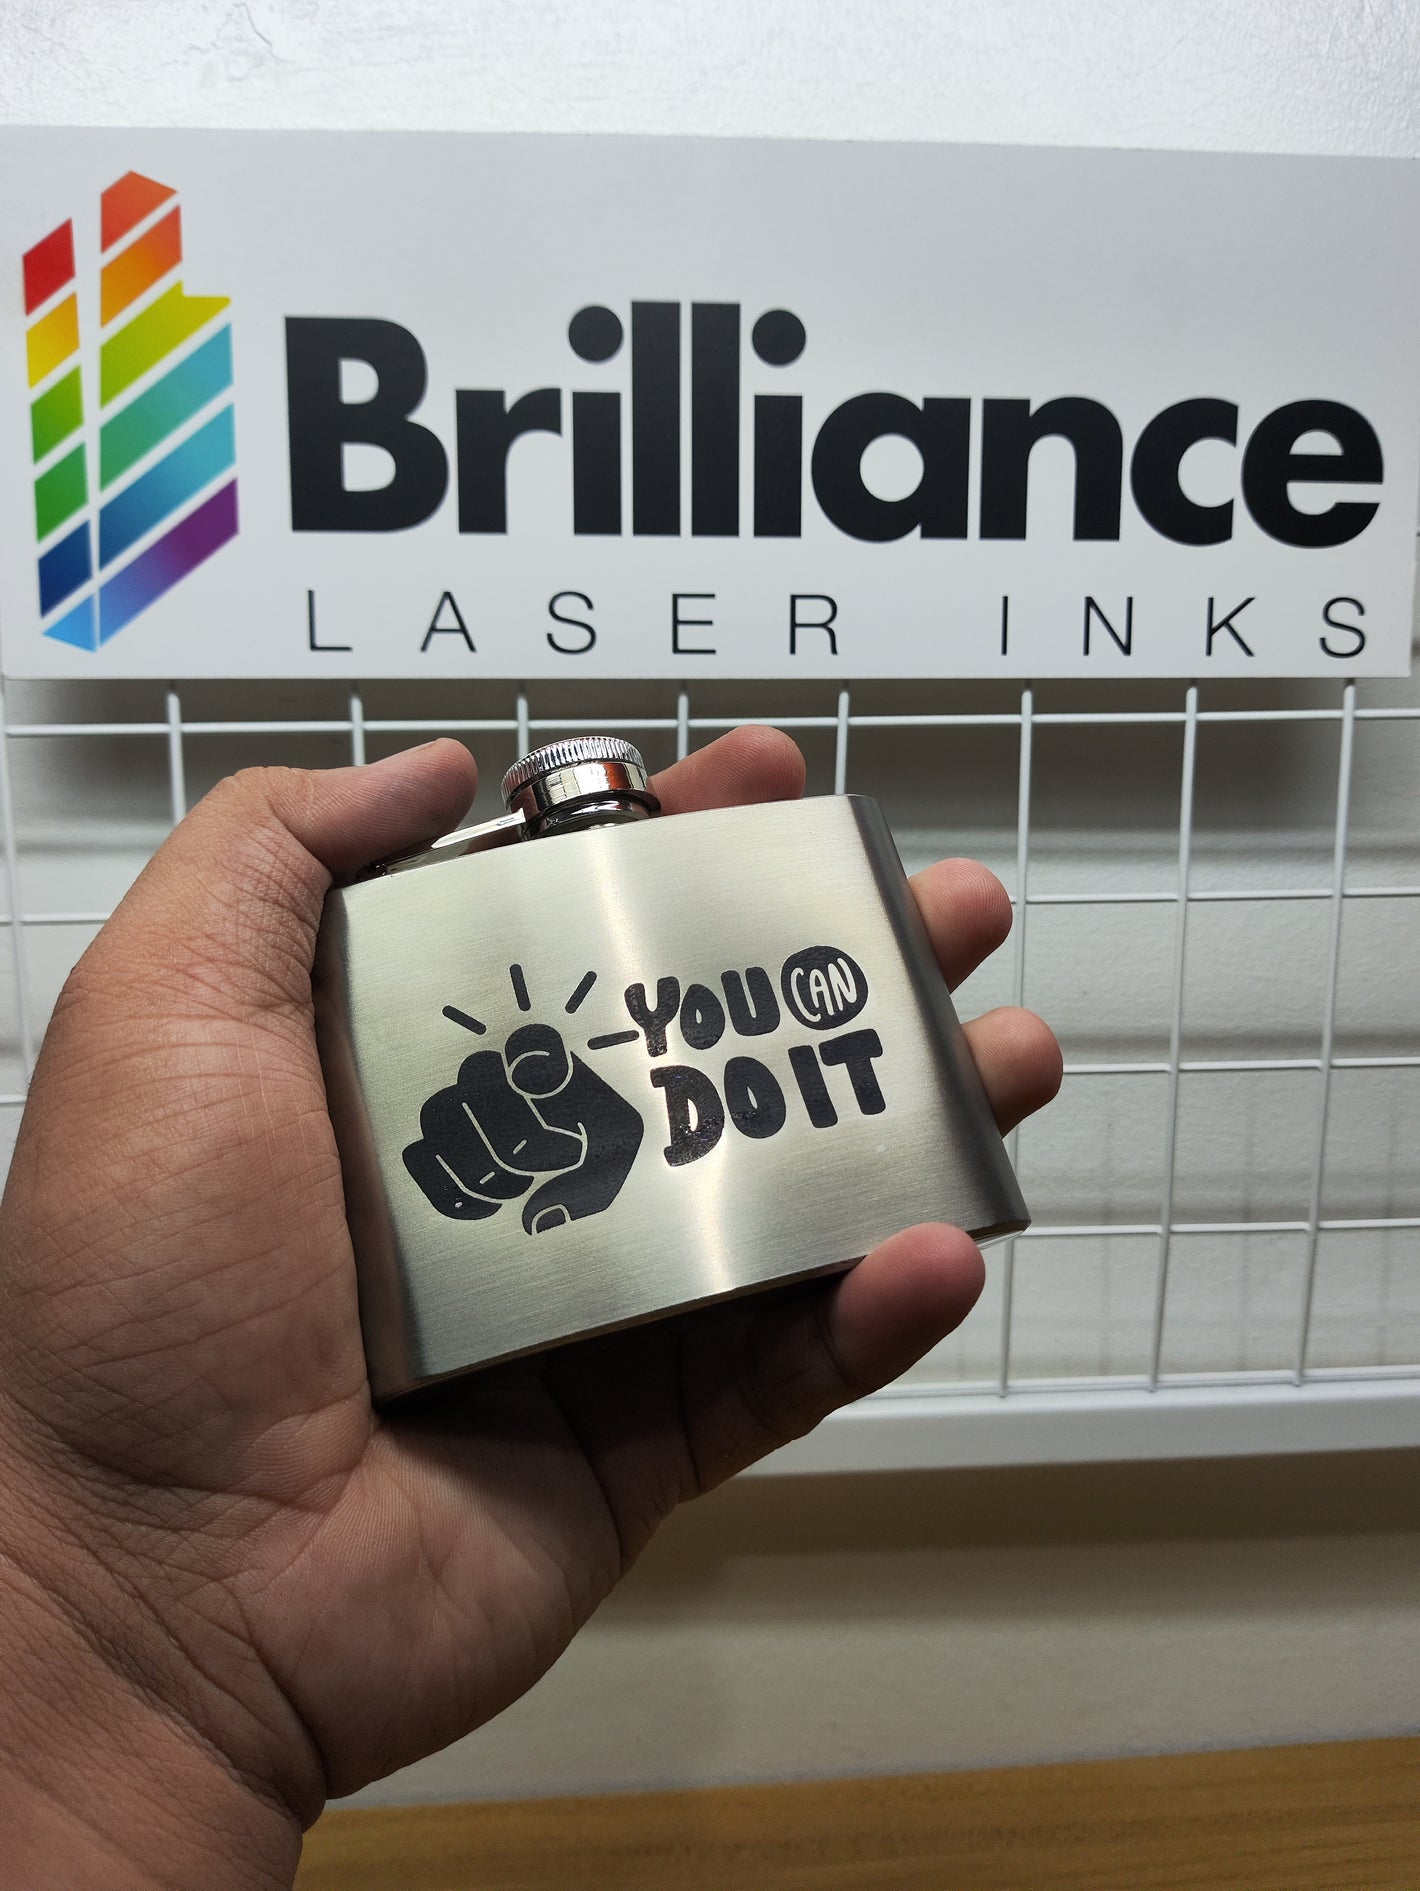 Brilliance
LASER INKS
YOU CAN
DO IT